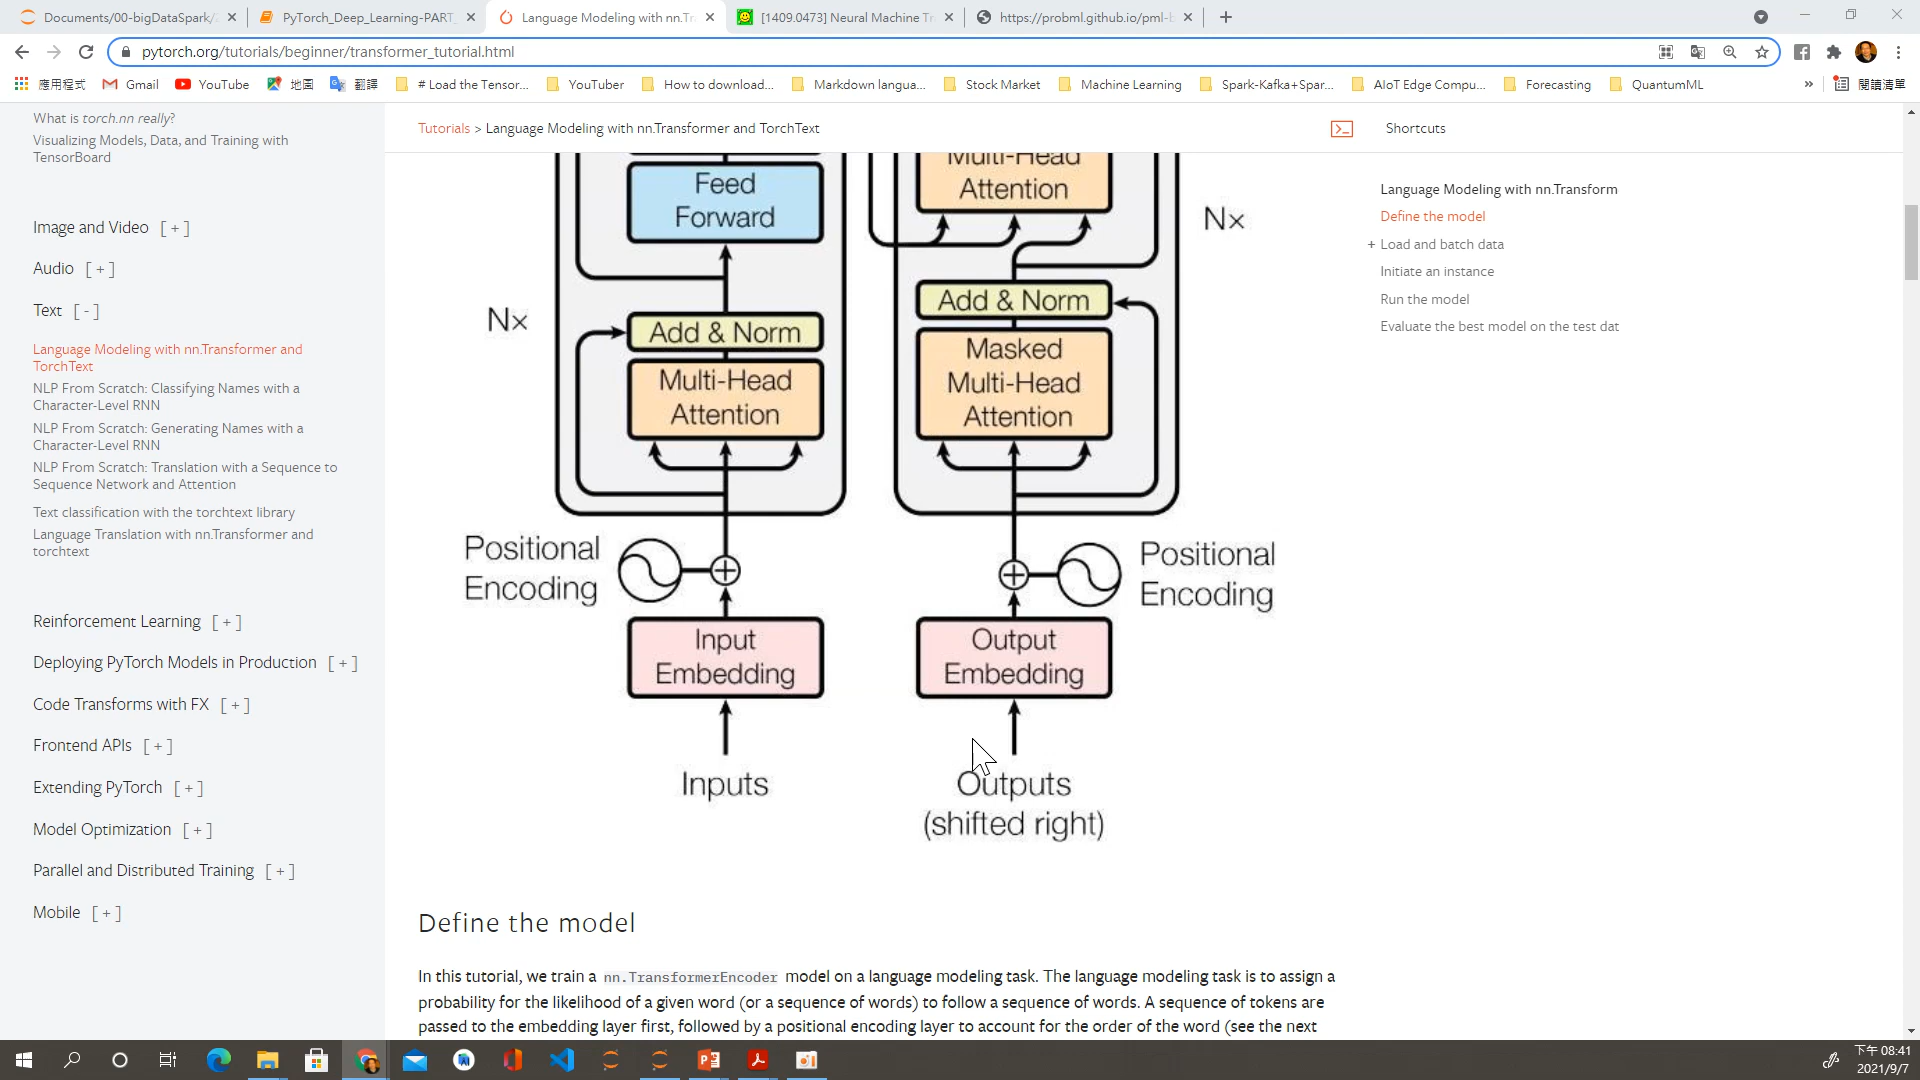 Documents/00-bigDataSpark/
PyTorch_Deep_Learning-PART_
Language Modeling with nn.Tr
[1409.0473] Neural Machine Tr
https://probml.github.io/pml-b
pytorch.org/tutorials/beginner/transformer_tutorial.html
應用程式
Gmail
YouTube
地圖
翻譯
# Load the Tensor...
YouTuber
How to download...
Markdown langua...
Stock Market
Machine Learning
Spark-Kafka+Spar...
AIoT Edge Compu...
Forecasting
QuantumML
»
閱讀清單
What is torch.nn really?
Visualizing Models, Data, and Training with
TensorBoard
Image and Video [ + ]
Audio [ + ]
Text [ - ]
Language Modeling with nn.Transformer and
TorchText
NLP From Scratch: Classifying Names with a
Character-Level RNN
NLP From Scratch: Generating Names with a
Character-Level RNN
NLP From Scratch: Translation with a Sequence to
Sequence Network and Attention
Text classification with the torchtext library
Language Translation with nn.Transformer and
torchtext
Reinforcement Learning [ + ]
Deploying PyTorch Models in Production [ + ]
Code Transforms with FX [ + ]
Frontend APIs [ + ]
Extending PyTorch [ + ]
Model Optimization [ + ]
Parallel and Distributed Training [ + ]
Mobile [ + ]
Tutorials > Language Modeling with nn.Transformer and TorchText
Shortcuts
Feed
Forward
Nx
Add & Norm
Multi-Head
Attention
Positional
Encoding
Input
Embedding
Inputs
Multi-Head
Attention
Nx
Add & Norm
Masked
Multi-Head
Attention
Positional
Encoding
Output
Embedding
Outputs
(shifted right)
Define the model
In this tutorial, we train a nn.TransformerEncoder model on a language modeling task. The language modeling task is to assign a
probability for the likelihood of a given word (or a sequence of words) to follow a sequence of words. A sequence of tokens are
passed to the embedding layer first, followed by a positional encoding layer to account for the order of the word (see the next
Language Modeling with nn.Transform
Define the model
+ Load and batch data
Initiate an instance
Run the model
Evaluate the best model on the test dat
下午 08:41
2021/9/7